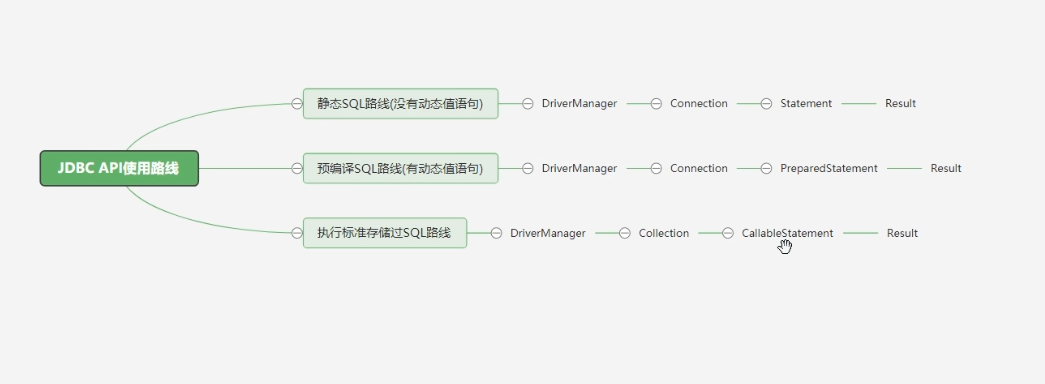 静态SQL路线(没有动态值语句) DriverManager Connection Statement Result
JDBC API使用路线 预编译SQL路线(有动态值语句) DriverManager Connection PreparedStatement Result
执行标准存储过SQL路线 DriverManager Collection CallableStatement Result